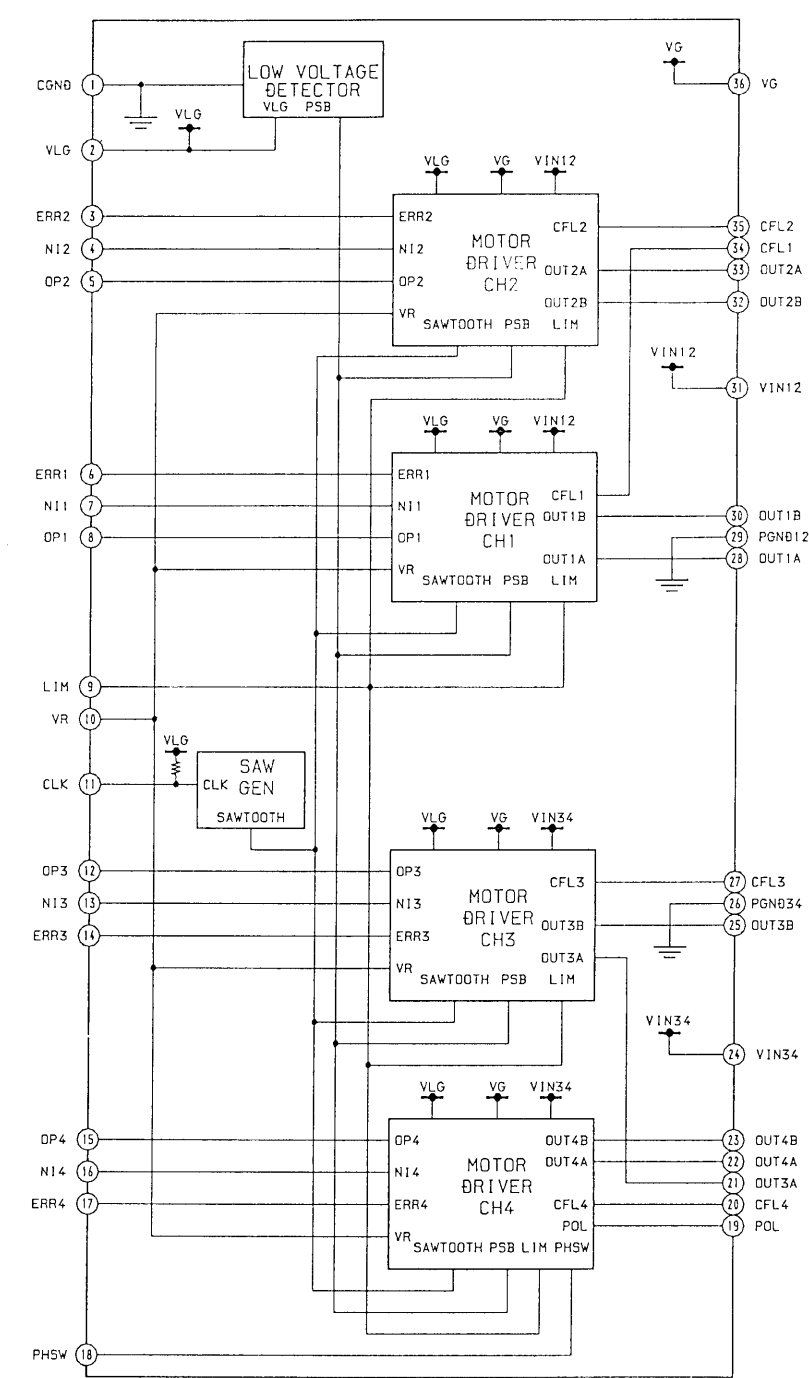 VG
CGND 1
LOW VOLTAGE
DETECTOR
VLG PSB
36 VG
VLG
VLG 2
VLG VG VIN12
ERR2 3
ERR2
CFL2
35 CFL2
NI2 4
NI2
MOTOR
DRIVER
CH2
34 CFL1
OUT2A
33 OUT2A
OP2 5
OP2
OUT2B
32 OUT2B
VR
SAWTOOTH PSB LIM
VIN12
31 VIN12
VLG VG VIN12
ERR1 6
ERR1
CFL1
NI1 7
NI1
MOTOR
DRIVER
CH1
OUT1B
30 OUT1B
OP1 8
OP1
29 PGND12
OUT1A
28 OUT1A
VR
SAWTOOTH PSB LIM
LIM 9
VR 10
VLG
CLK 11
CLK
SAW
GEN
SAWTOOTH
VLG VG VIN34
OP3 12
OP3
CFL3
27 CFL3
NI3 13
NI3
MOTOR
DRIVER
CH3
26 PGND34
OUT3B
25 OUT3B
ERR3 14
ERR3
OUT3A
VR
SAWTOOTH PSB LIM
VIN34
24 VIN34
VLG VG VIN34
OP4 15
OP4
OUT4B
23 OUT4B
NI4 16
NI4
MOTOR
DRIVER
CH4
OUT4A
22 OUT4A
21 OUT3A
ERR4 17
ERR4
CFL4
20 CFL4
POL
19 POL
VR
SAWTOOTH PSB LIM PHSW
PHSW 18